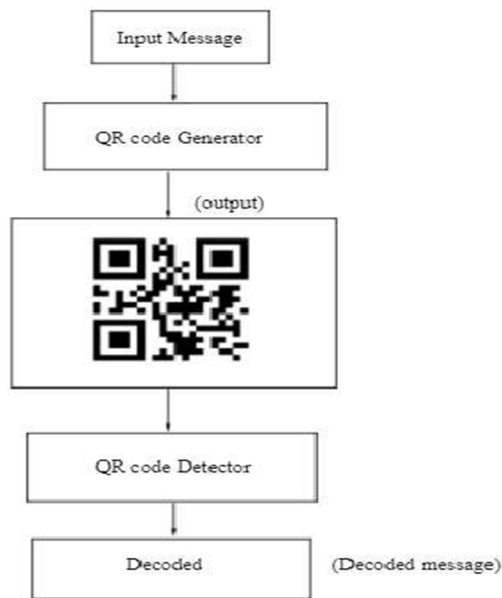 Input Message
QR code Generator
(output)
QR code Detector
Decoded (Decoded message)